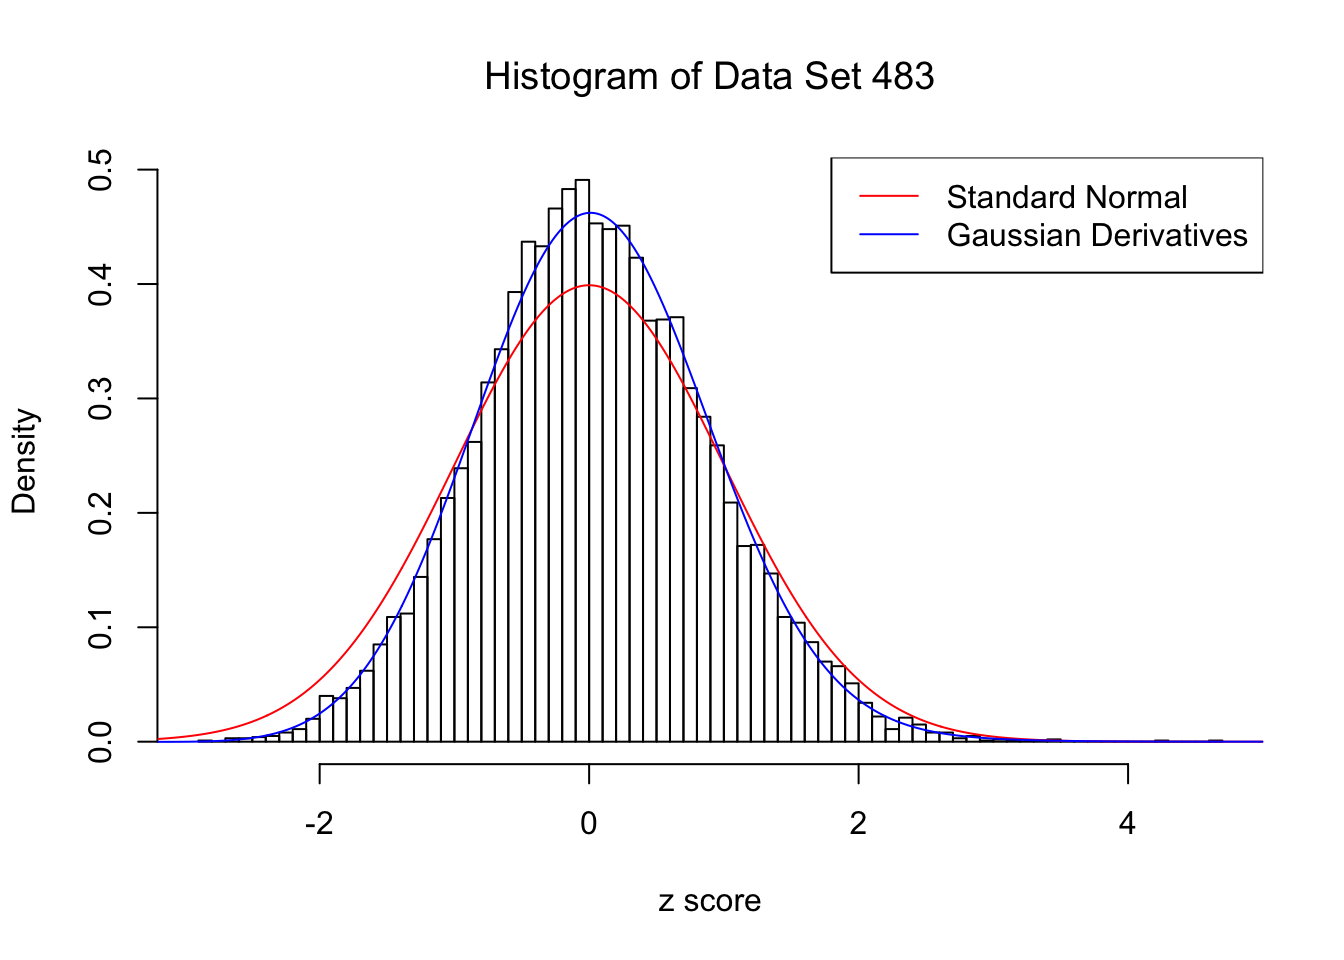 Histogram of Data Set 483
Standard Normal
Gaussian Derivatives
Density
0.5
0.4
0.3
0.2
0.1
0.0
-2 0 2 4
z score